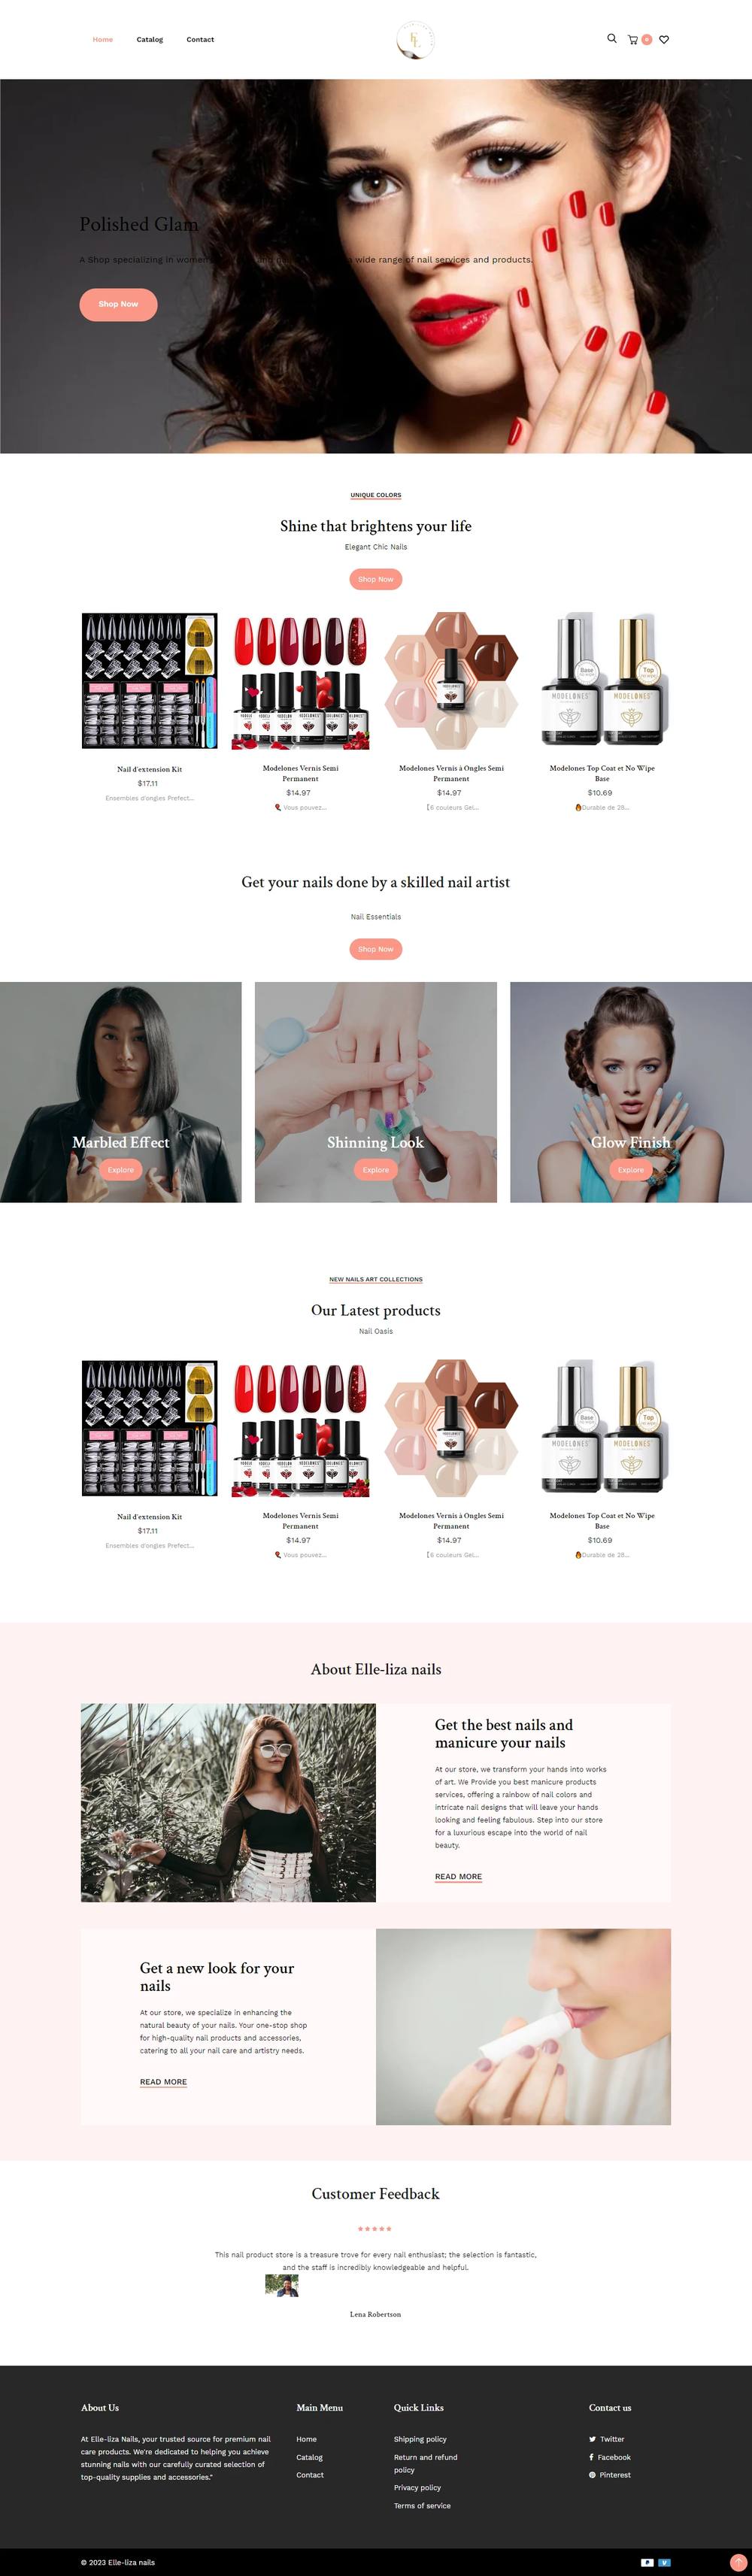 Home
Catalog
Contact
0
Polished Glam
A Shop specializing in women's
wide range of nail services and products.
Shop Now
UNIQUE COLORS
Shine that brightens your life
Elegant Chic Nails
Shop Now
Base
Top
MODELONES
MODELONES
Nail d'extension Kit
$17.11
Ensembles d'ongles Prefect...
Modelones Vernis Semi
Permanent
$14.97
Vous pouvez...
Modelones Vernis à Ongles Semi
Permanent
$14.97
【6 couleurs Gel...
Modelones Top Coat et No Wipe
Base
$10.69
🔥Durable de 28...
Get your nails done by a skilled nail artist
Nail Essentials
Shop Now
Marbled Effect
Explore
Shinning Look
Explore
Glow Finish
Explore
NEW NAILS ART COLLECTIONS
Our Latest products
Nail Oasis
Base
Top
MODELONES
MODELONES
Nail d'extension Kit
$17.11
Ensembles d'ongles Prefect...
Modelones Vernis Semi
Permanent
$14.97
Vous pouvez...
Modelones Vernis à Ongles Semi
Permanent
$14.97
【6 couleurs Gel...
Modelones Top Coat et No Wipe
Base
$10.69
🔥Durable de 28...
About Elle-liza nails
Get the best nails and
manicure your nails
At our store, we transform your hands into works
of art. We Provide you best manicure products
services, offering a rainbow of nail colors and
intricate nail designs that will leave your hands
looking and feeling fabulous. Step into our store
for a luxurious escape into the world of nail
beauty.
READ MORE
Get a new look for your
nails
At our store, we specialize in enhancing the
natural beauty of your nails. Your one-stop shop
for high-quality nail products and accessories,
catering to all your nail care and artistry needs.
READ MORE
Customer Feedback
This nail product store is a treasure trove for every nail enthusiast; the selection is fantastic,
and the staff is incredibly knowledgeable and helpful.
Lena Robertson
About Us
At Elle-liza Nails, your trusted source for premium nail
care products. We're dedicated to helping you achieve
stunning nails with our carefully curated selection of
top-quality supplies and accessories."
Main Menu
Home
Catalog
Contact
Quick Links
Shipping policy
Return and refund
policy
Privacy policy
Terms of service
Contact us
Twitter
Facebook
Pinterest
© 2023 Elle-liza nails